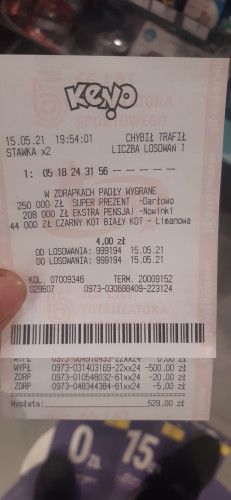 Keno
15.05.21 19:54:01 CHYBIŁ TRAFIŁ
STAWKA x2 LICZBA LOSOWAŃ 1
1: 05 18 24 31 56 -- -- -- -- --
W ZDRAPKACH PADŁY WYGRANE
250 000 ZŁ SUPER PREZENT -Darłowo
208 000 ZŁ EKSTRA PENSJA! -Nowinki
44 000 ZŁ CZARNY KOT BIAŁY KOT - Limanowa
4,00 zł
OD LOSOWANIA: 999194 15.05.21
DO LOSOWANIA: 999194 15.05.21
KOL. 07009346 TERM. 20009152
029607 0973-030688409-223124
WYPŁ 0973-031403169-22xx24 -500,00 zł
ZDRP 0973-010548032-61xx24 -20,00 zł
ZDRP 0973-048344384-61xx24 -5,00 zł
Wypłata: 529,00 zł
0 15